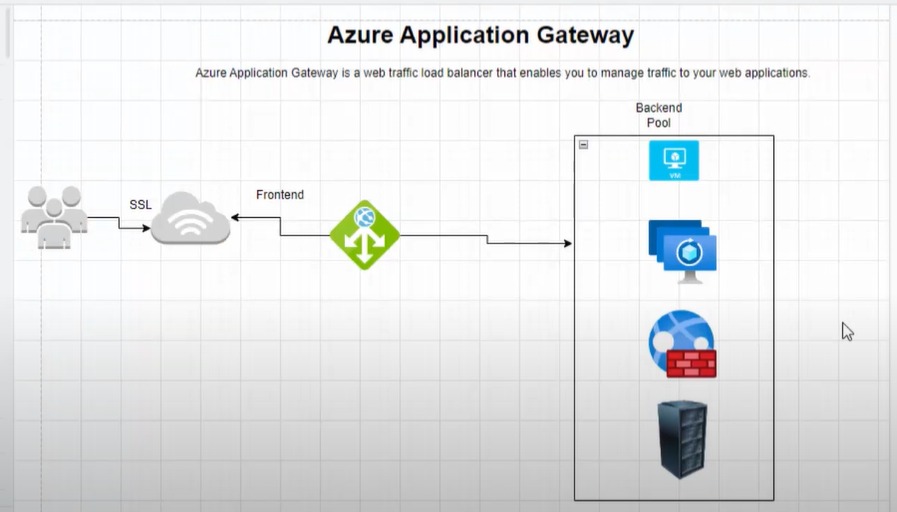 Azure Application Gateway
Azure Application Gateway is a web traffic load balancer that enables you to manage traffic to your web applications.
Backend
Pool
VM
SSL
Frontend